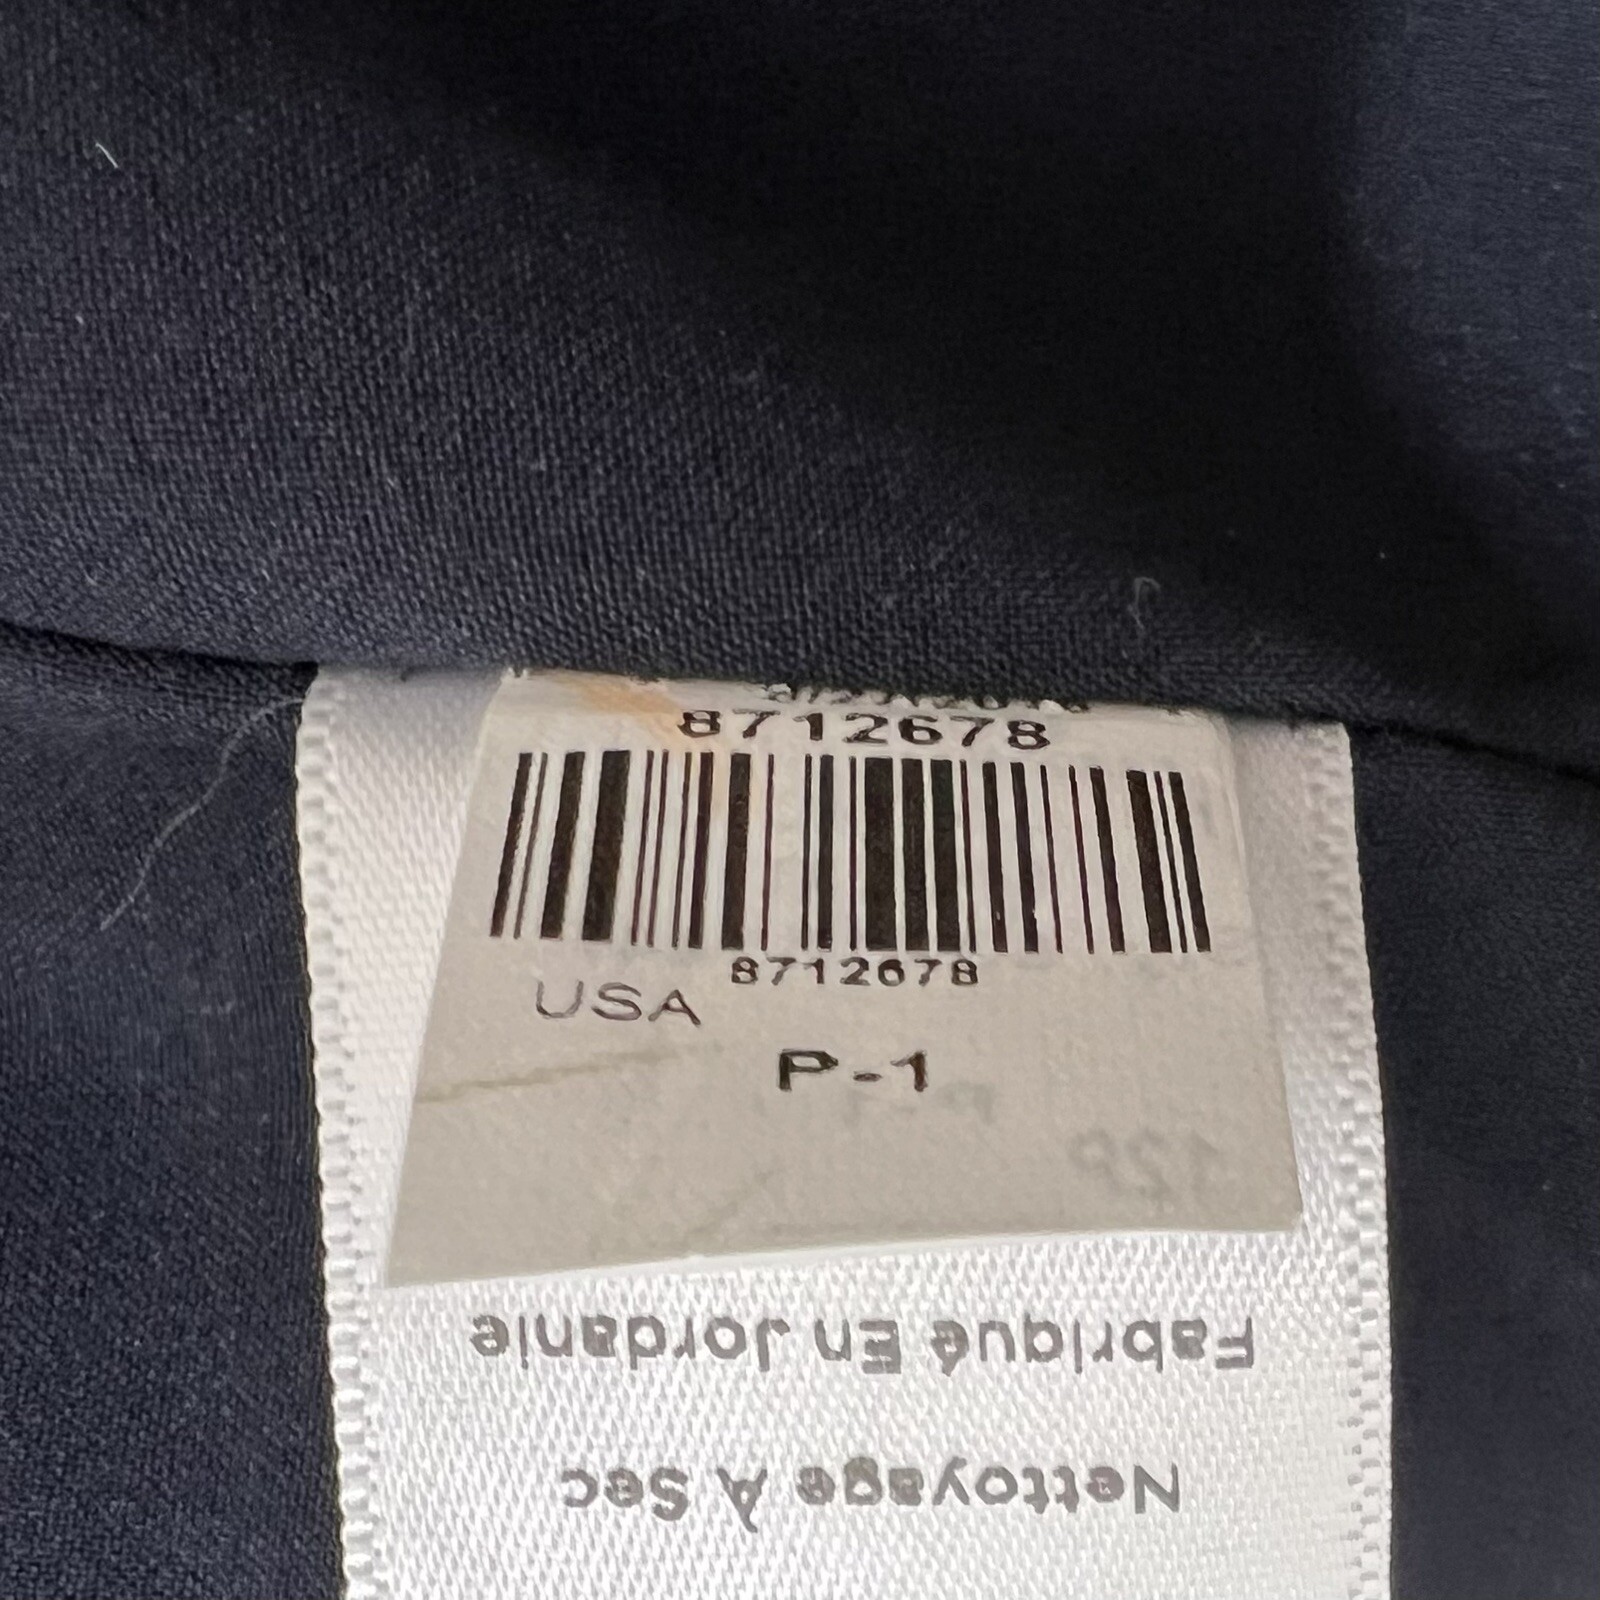 8712678
8712678
USA
P-1
Fabriqué En Jordanie
Nettoyage À Sec